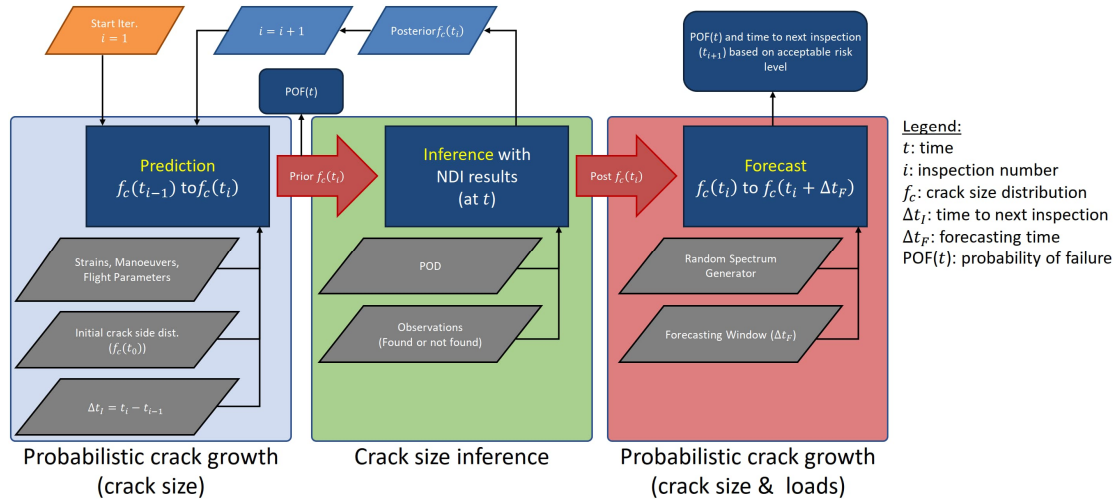 Start Iter.
i = 1
i = i + 1
Posterior f_c(t_i)
POF(t) and time to next inspection
(t_{i+1}) based on acceptable risk
level
POF(t)
Prediction
f_c(t_{i−1}) to f_c(t_i)
Prior f_c(t_i)
Inference with
NDI results
(at t)
Post f_c(t_i)
Forecast
f_c(t_i) to f_c(t_i + Δt_F)
Strains, Manoeuvers,
Flight Parameters
Initial crack side dist.
(f_c(t_0))
Δt_I = t_i − t_{i−1}
POD
Observations
(Found or not found)
Random Spectrum
Generator
Forecasting Window (Δt_F)
Probabilistic crack growth
(crack size)
Crack size inference
Probabilistic crack growth
(crack size & loads)
Legend:
t: time
i: inspection number
f_c: crack size distribution
Δt_I: time to next inspection
Δt_F: forecasting time
POF(t): probability of failure